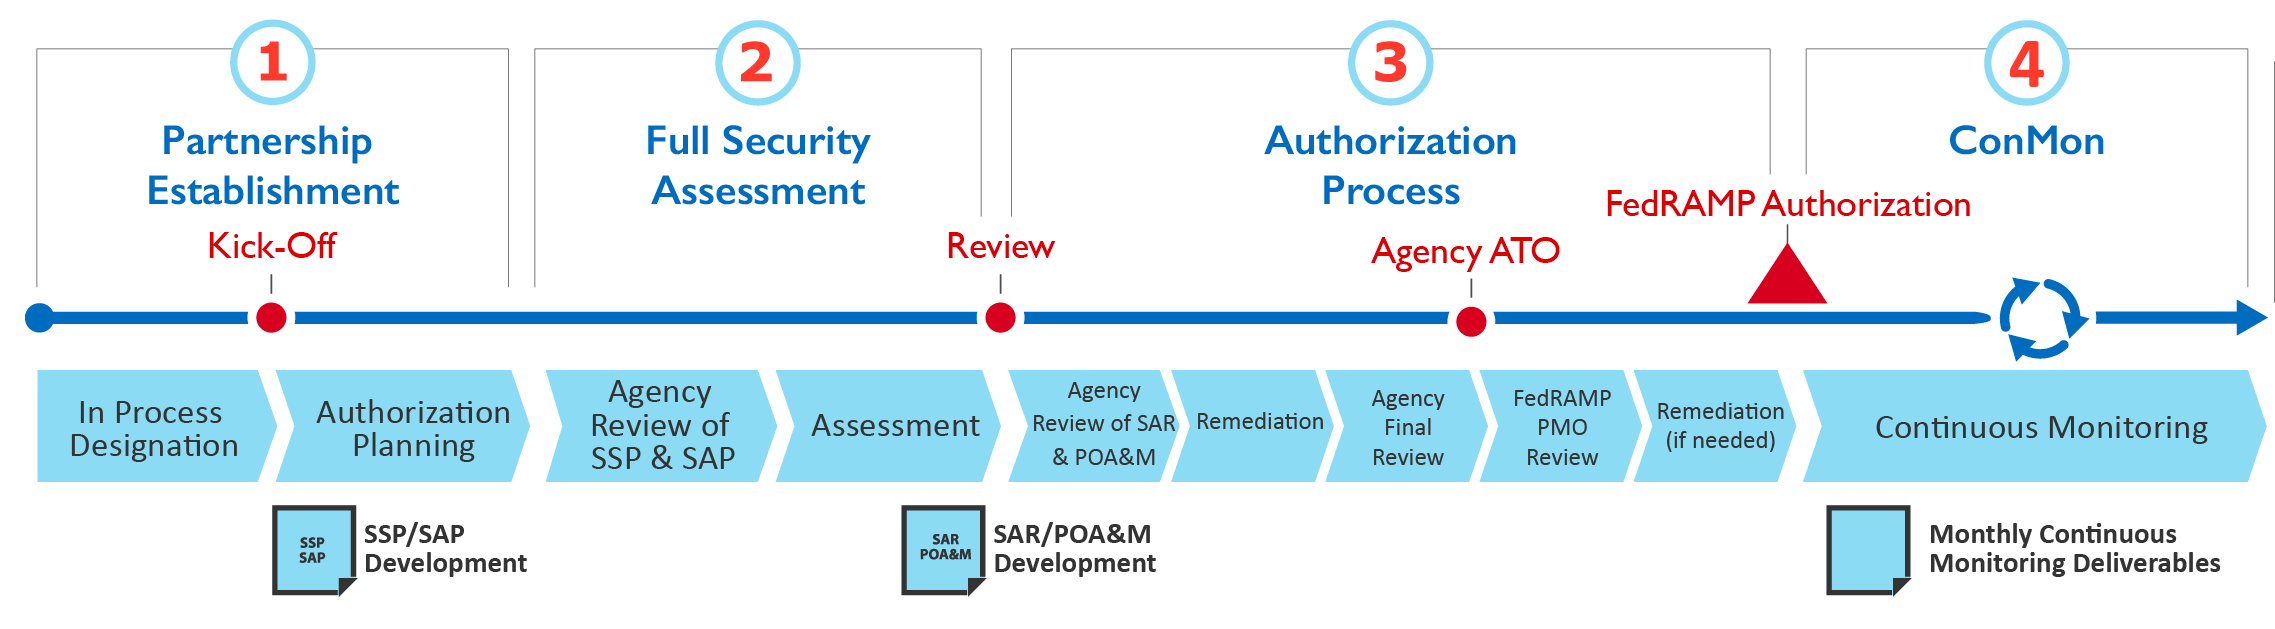 1
Partnership
Establishment
Kick-Off
2
Full Security
Assessment
Review
3
Authorization
Process
Agency ATO
FedRAMP Authorization
4
ConMon
In Process
Designation
Authorization
Planning
Agency
Review of
SSP & SAP
Assessment
Agency
Review of SAR
& POA&M
Remediation
Agency
Final
Review
FedRAMP
PMO
Review
Remediation
(if needed)
Continuous Monitoring
SSP
SAP
SSP/SAP
Development
SAR
POA&M
SAR/POA&M
Development
Monthly Continuous
Monitoring Deliverables